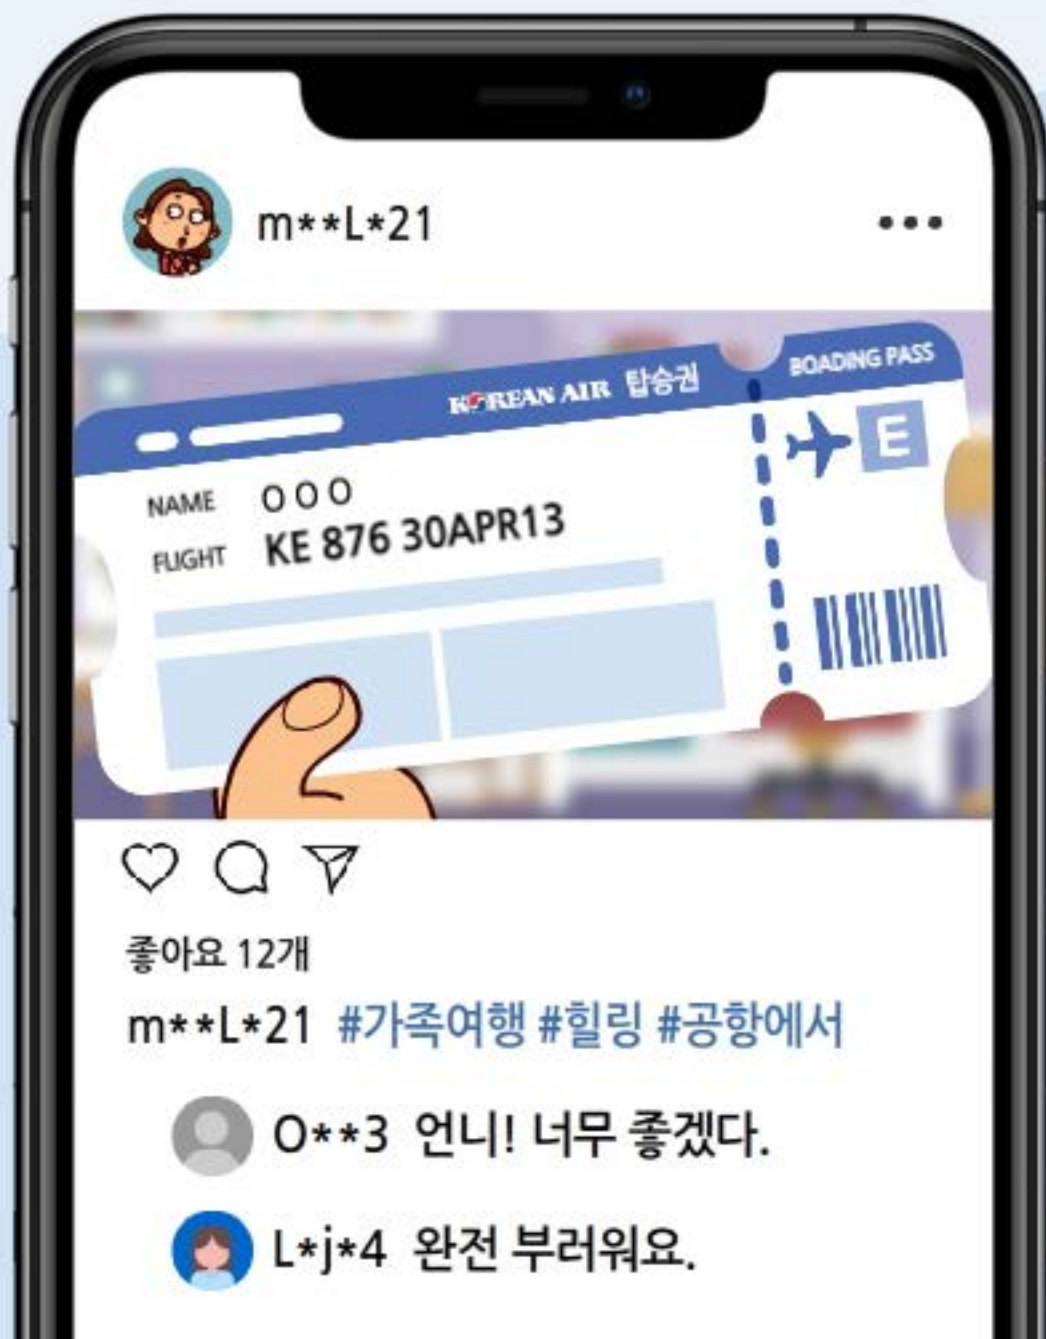 m**L*21
KOREAN AIR 탑승권
BOADING PASS
E
NAME O O O
FLIGHT KE 876 30APR13
좋아요 12개
m**L*21 #가족여행 #힐링 #공항에서
O**3 언니! 너무 좋겠다.
L*j*4 완전 부러워요.